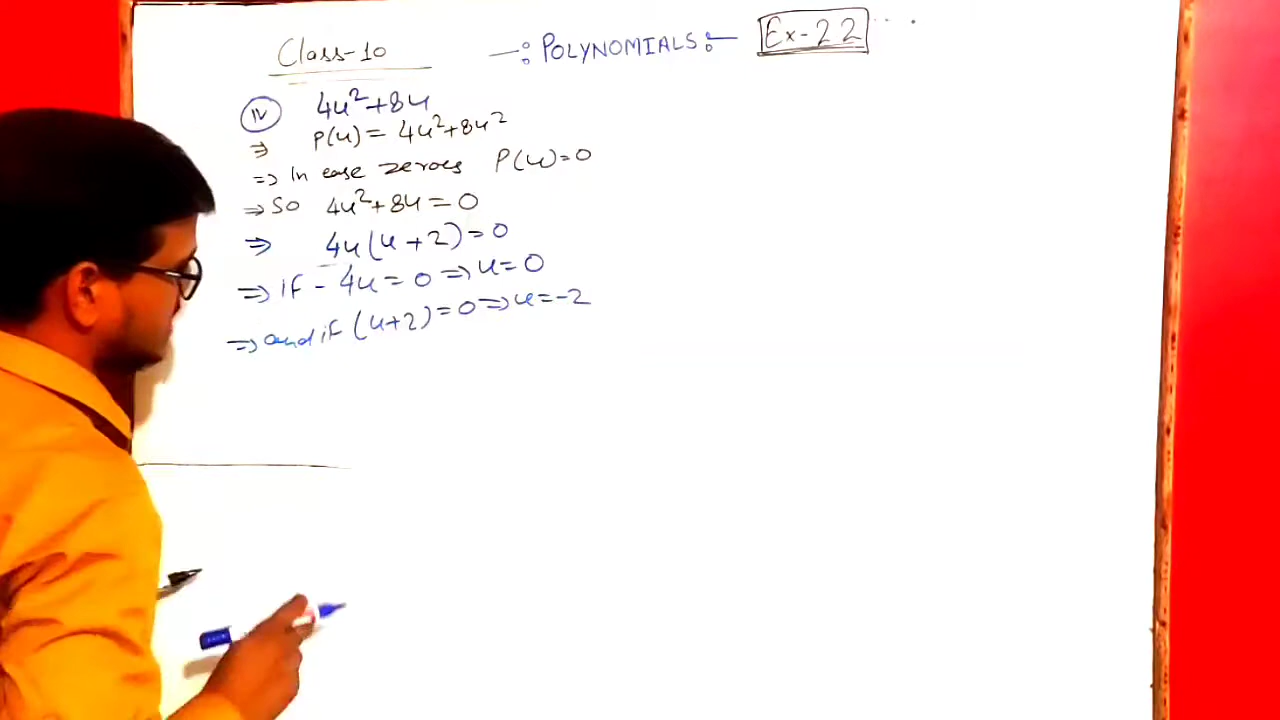 Class-10 —: POLYNOMIALS :— Ex-2 2
IV 4u²+8u
⇒ P(u) = 4u²+8u²
⇒ In case zeroes P(u)=0
⇒ So 4u²+8u = 0
⇒ 4u(u+2)=0
⇒ if - 4u = 0 ⇒ u = 0
⇒ and if (u+2) = 0 ⇒ u = -2